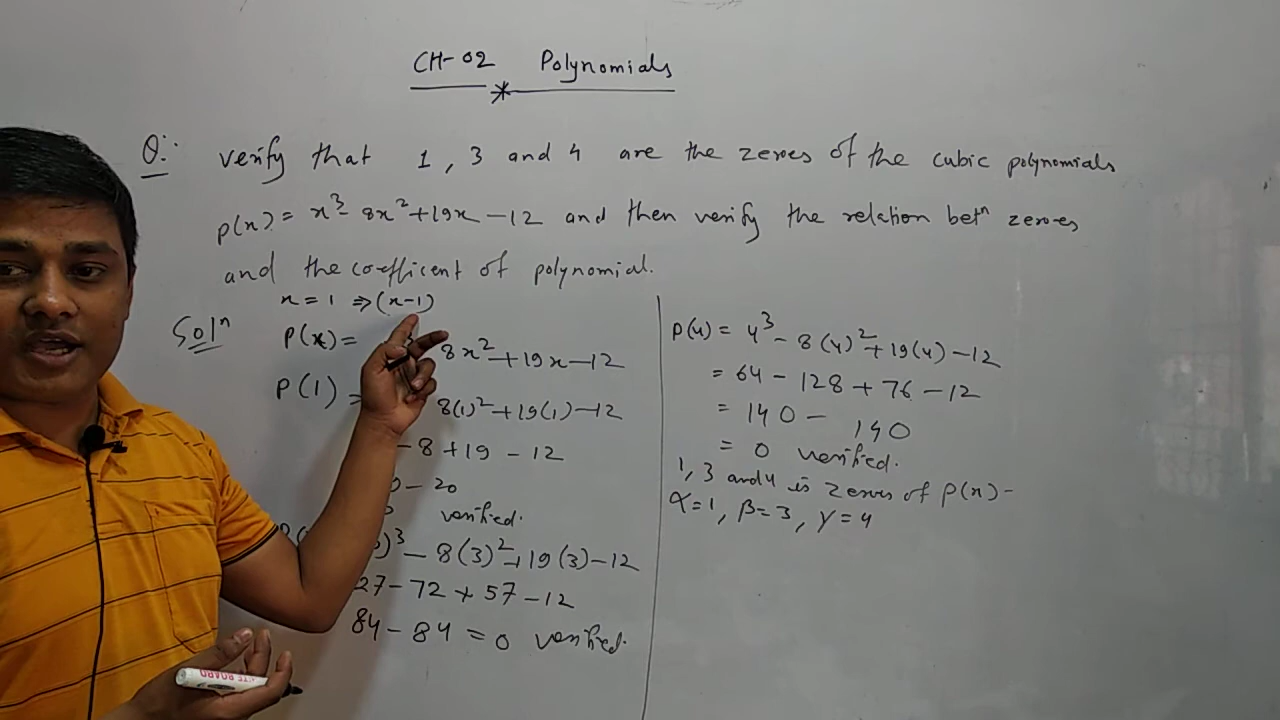 CH-02 Polynomials
Q:- verify that 1, 3 and 4 are the zeroes of the cubic polynomials
p(x) = x³- 8x²+19x-12 and then verify the relation betⁿ zeroes
and the coefficent of polynomial.
x = 1 ⇒ (x-1)
Solⁿ
P(x) = 8x²+19x-12
P(1) = 8(1)²+19(1)-12
-8+19-12
-20
verified.
)³-8(3)²+19(3)-12
27-72+57-12
84-84=0 verified.
P(4) = 4³-8(4)²+19(4)-12
= 64-128+76-12
= 140-140
= 0 verified.
1, 3 and 4 is zeroes of P(x)-
α=1, β=3, γ=4